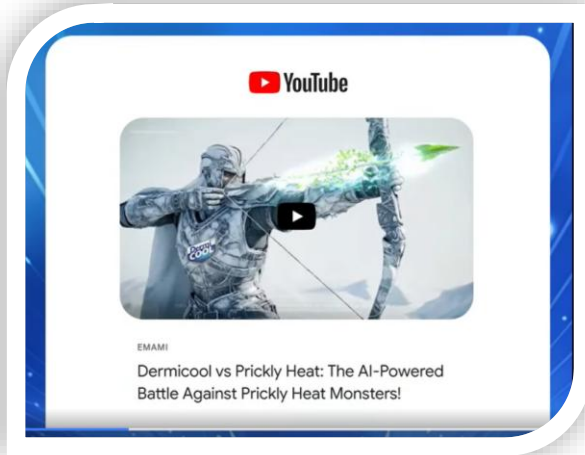 YouTube
DERMI
COOL
EMAMI
Dermicool vs Prickly Heat: The AI-Powered
Battle Against Prickly Heat Monsters!